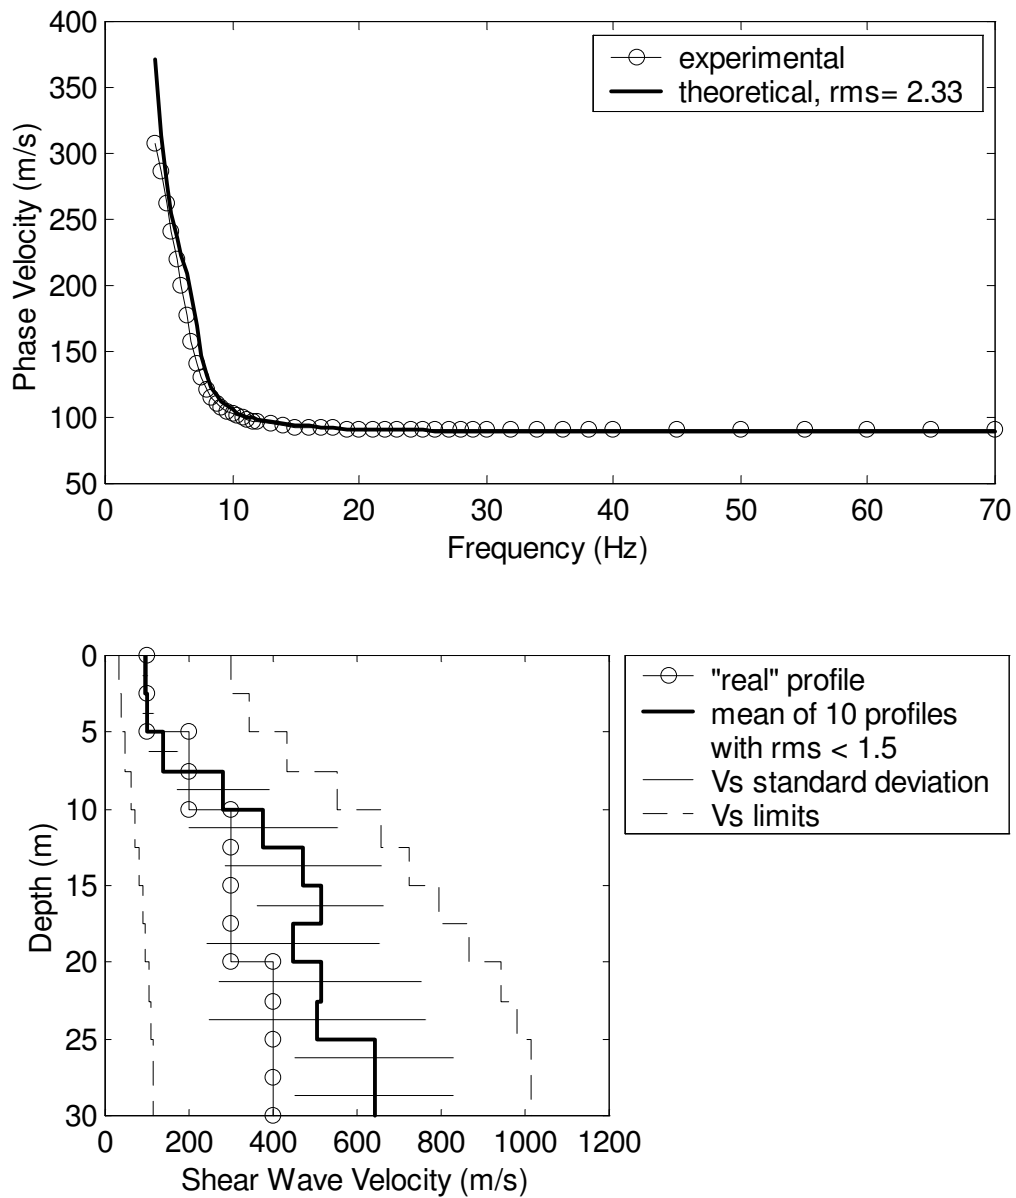 400
350
300
250
200
150
100
50
Phase Velocity (m/s)
experimental
theoretical, rms= 2.33
0 10 20 30 40 50 60 70
Frequency (Hz)
0
5
10
15
20
25
30
Depth (m)
"real" profile
mean of 10 profiles
with rms < 1.5
Vs standard deviation
Vs limits
0 200 400 600 800 1000 1200
Shear Wave Velocity (m/s)